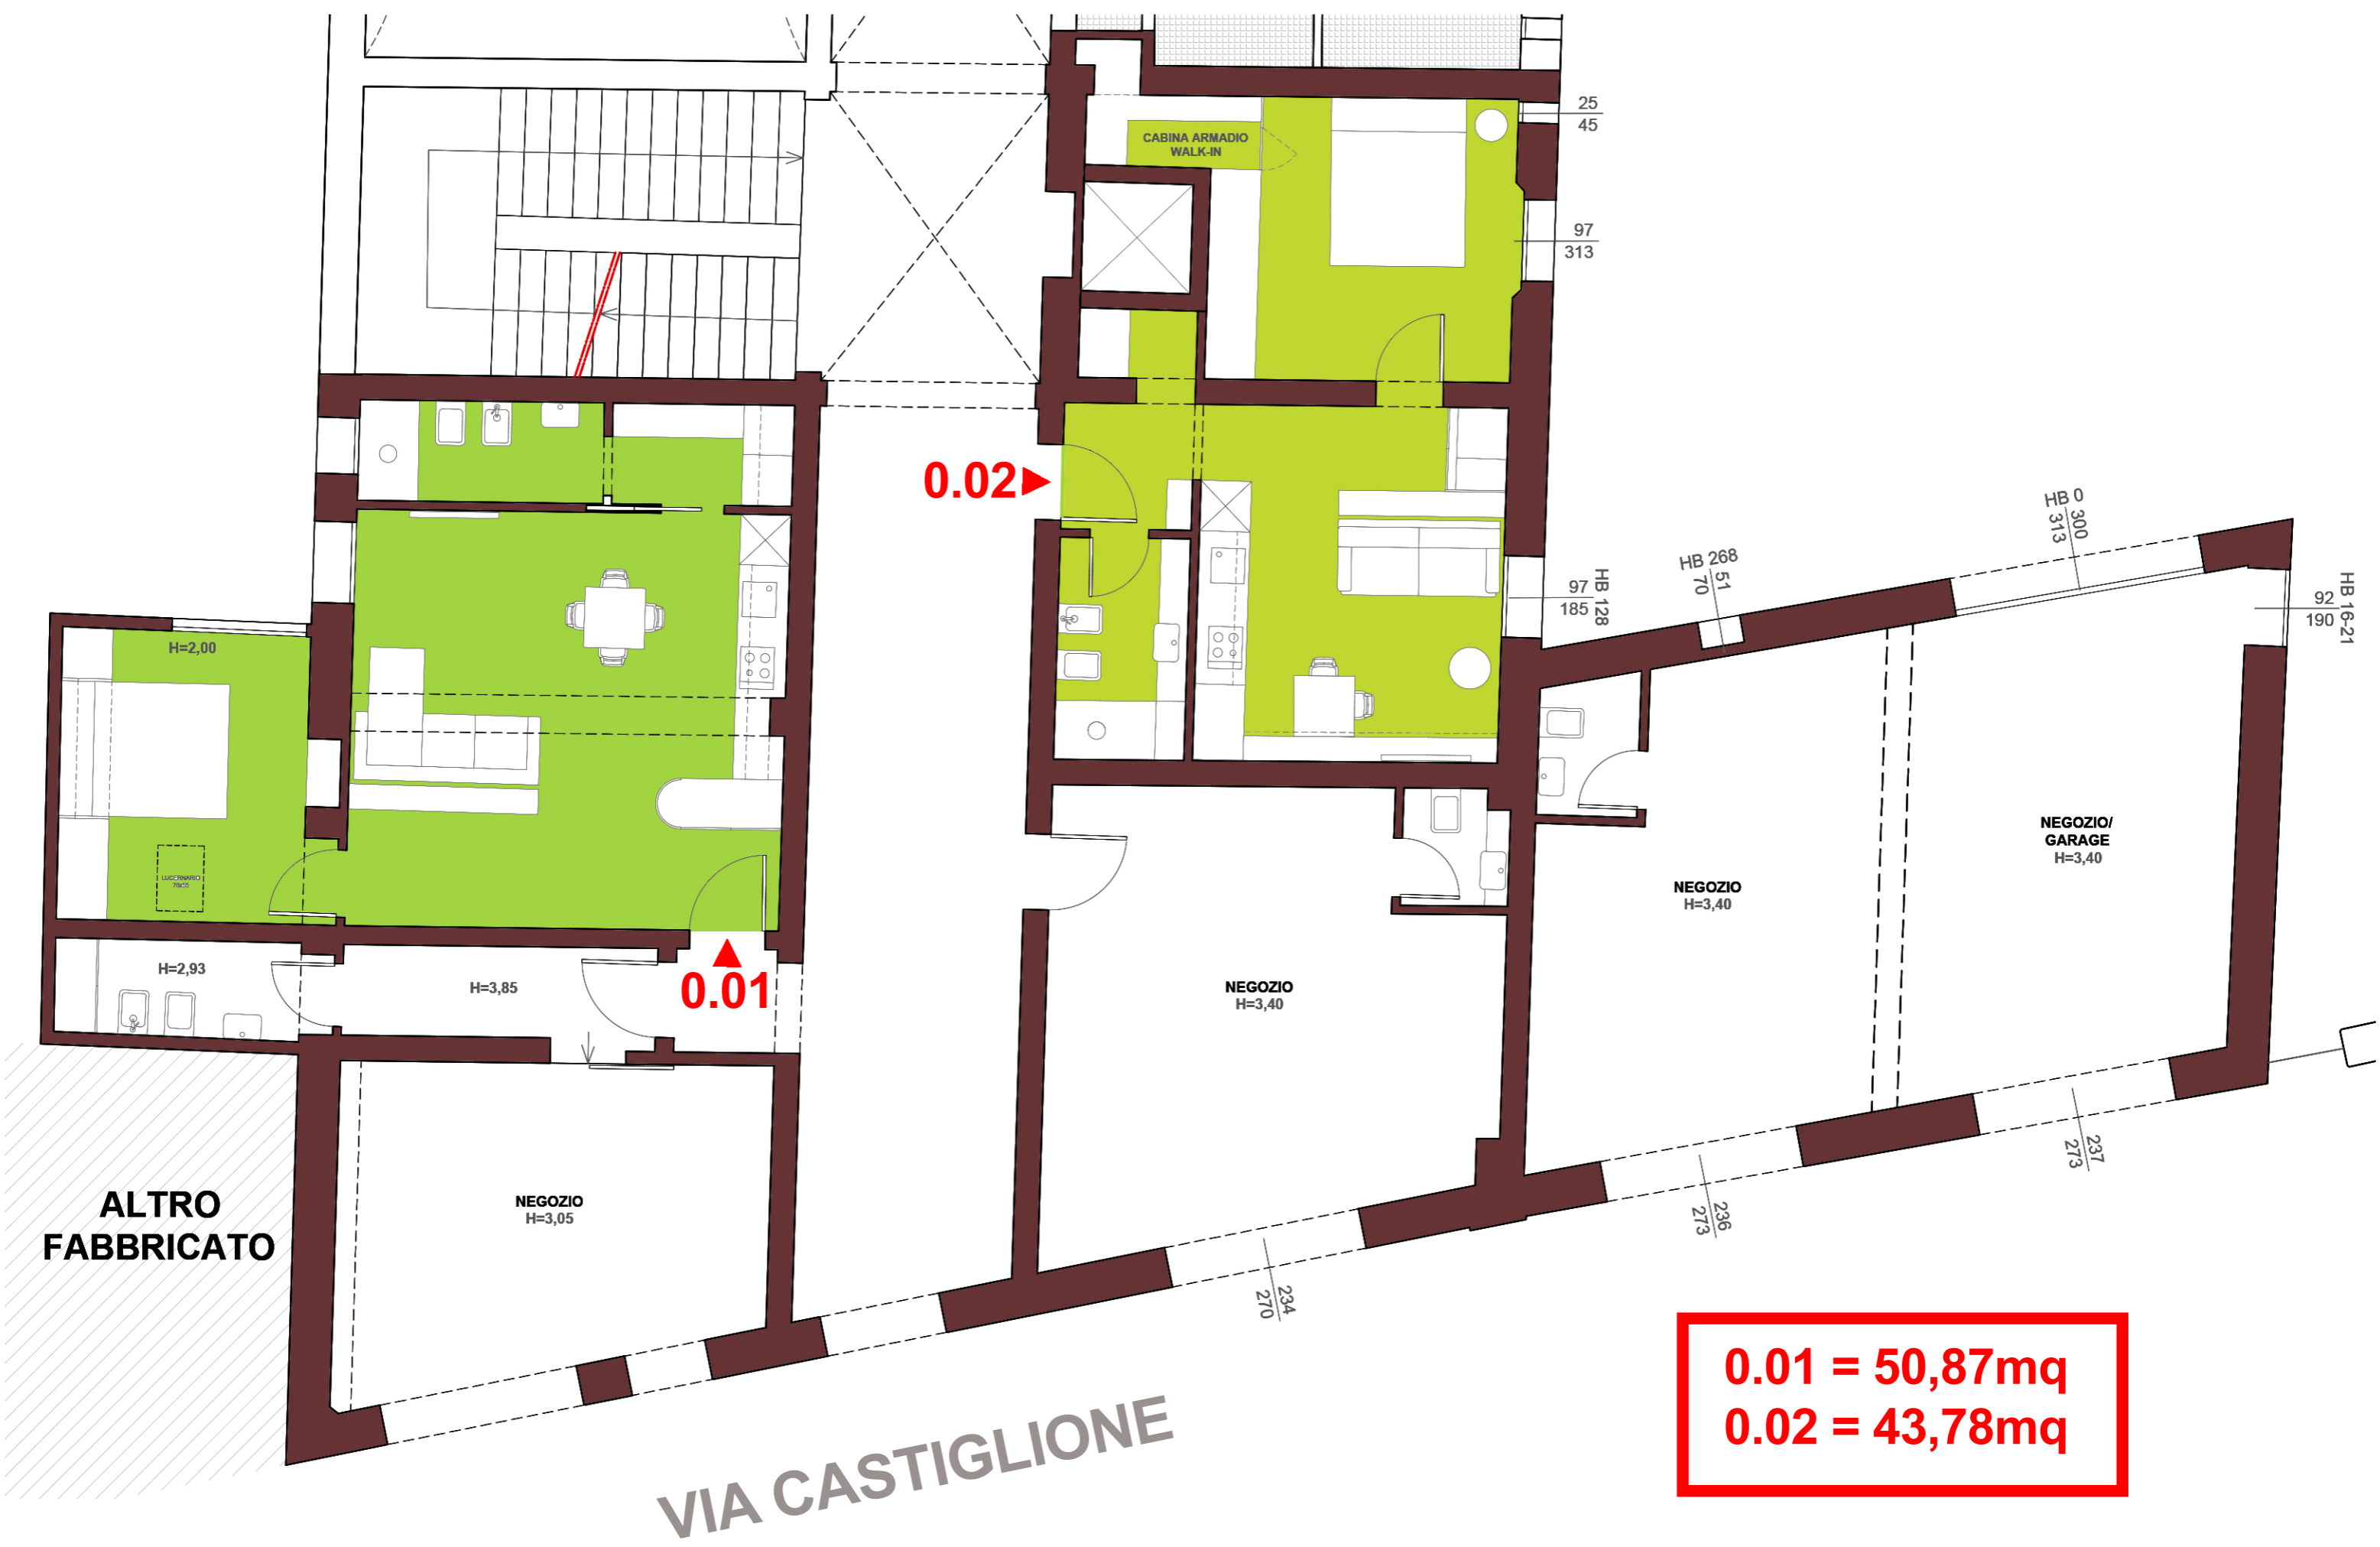 CABINA ARMADIO
WALK-IN
25
45
97
313
0.02
HB 0
300
H 313
HB 268
51
70
97
185
HB 128
92
190
HB 16-21
H=2,00
LUCERNARIO
NEGOZIO/
GARAGE
H=3,40
NEGOZIO
H=3,40
H=2,93
H=3,85
0.01
NEGOZIO
H=3,40
NEGOZIO
H=3,05
ALTRO
FABBRICATO
237
273
236
273
234
270
VIA CASTIGLIONE
0.01 = 50,87mq
0.02 = 43,78mq